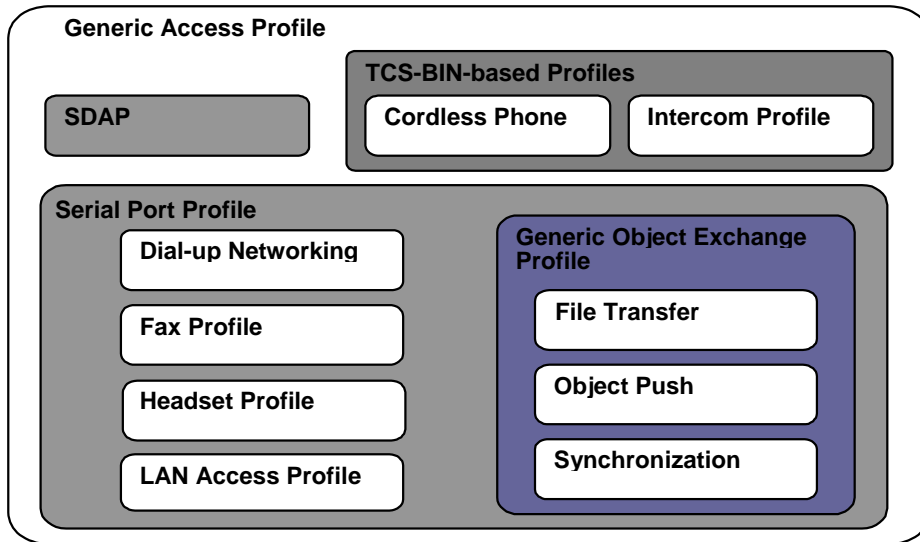 Generic Access Profile
TCS-BIN-based Profiles
SDAP
Cordless Phone
Intercom Profile
Serial Port Profile
Dial-up Networking
Fax Profile
Headset Profile
LAN Access Profile
Generic Object Exchange
Profile
File Transfer
Object Push
Synchronization